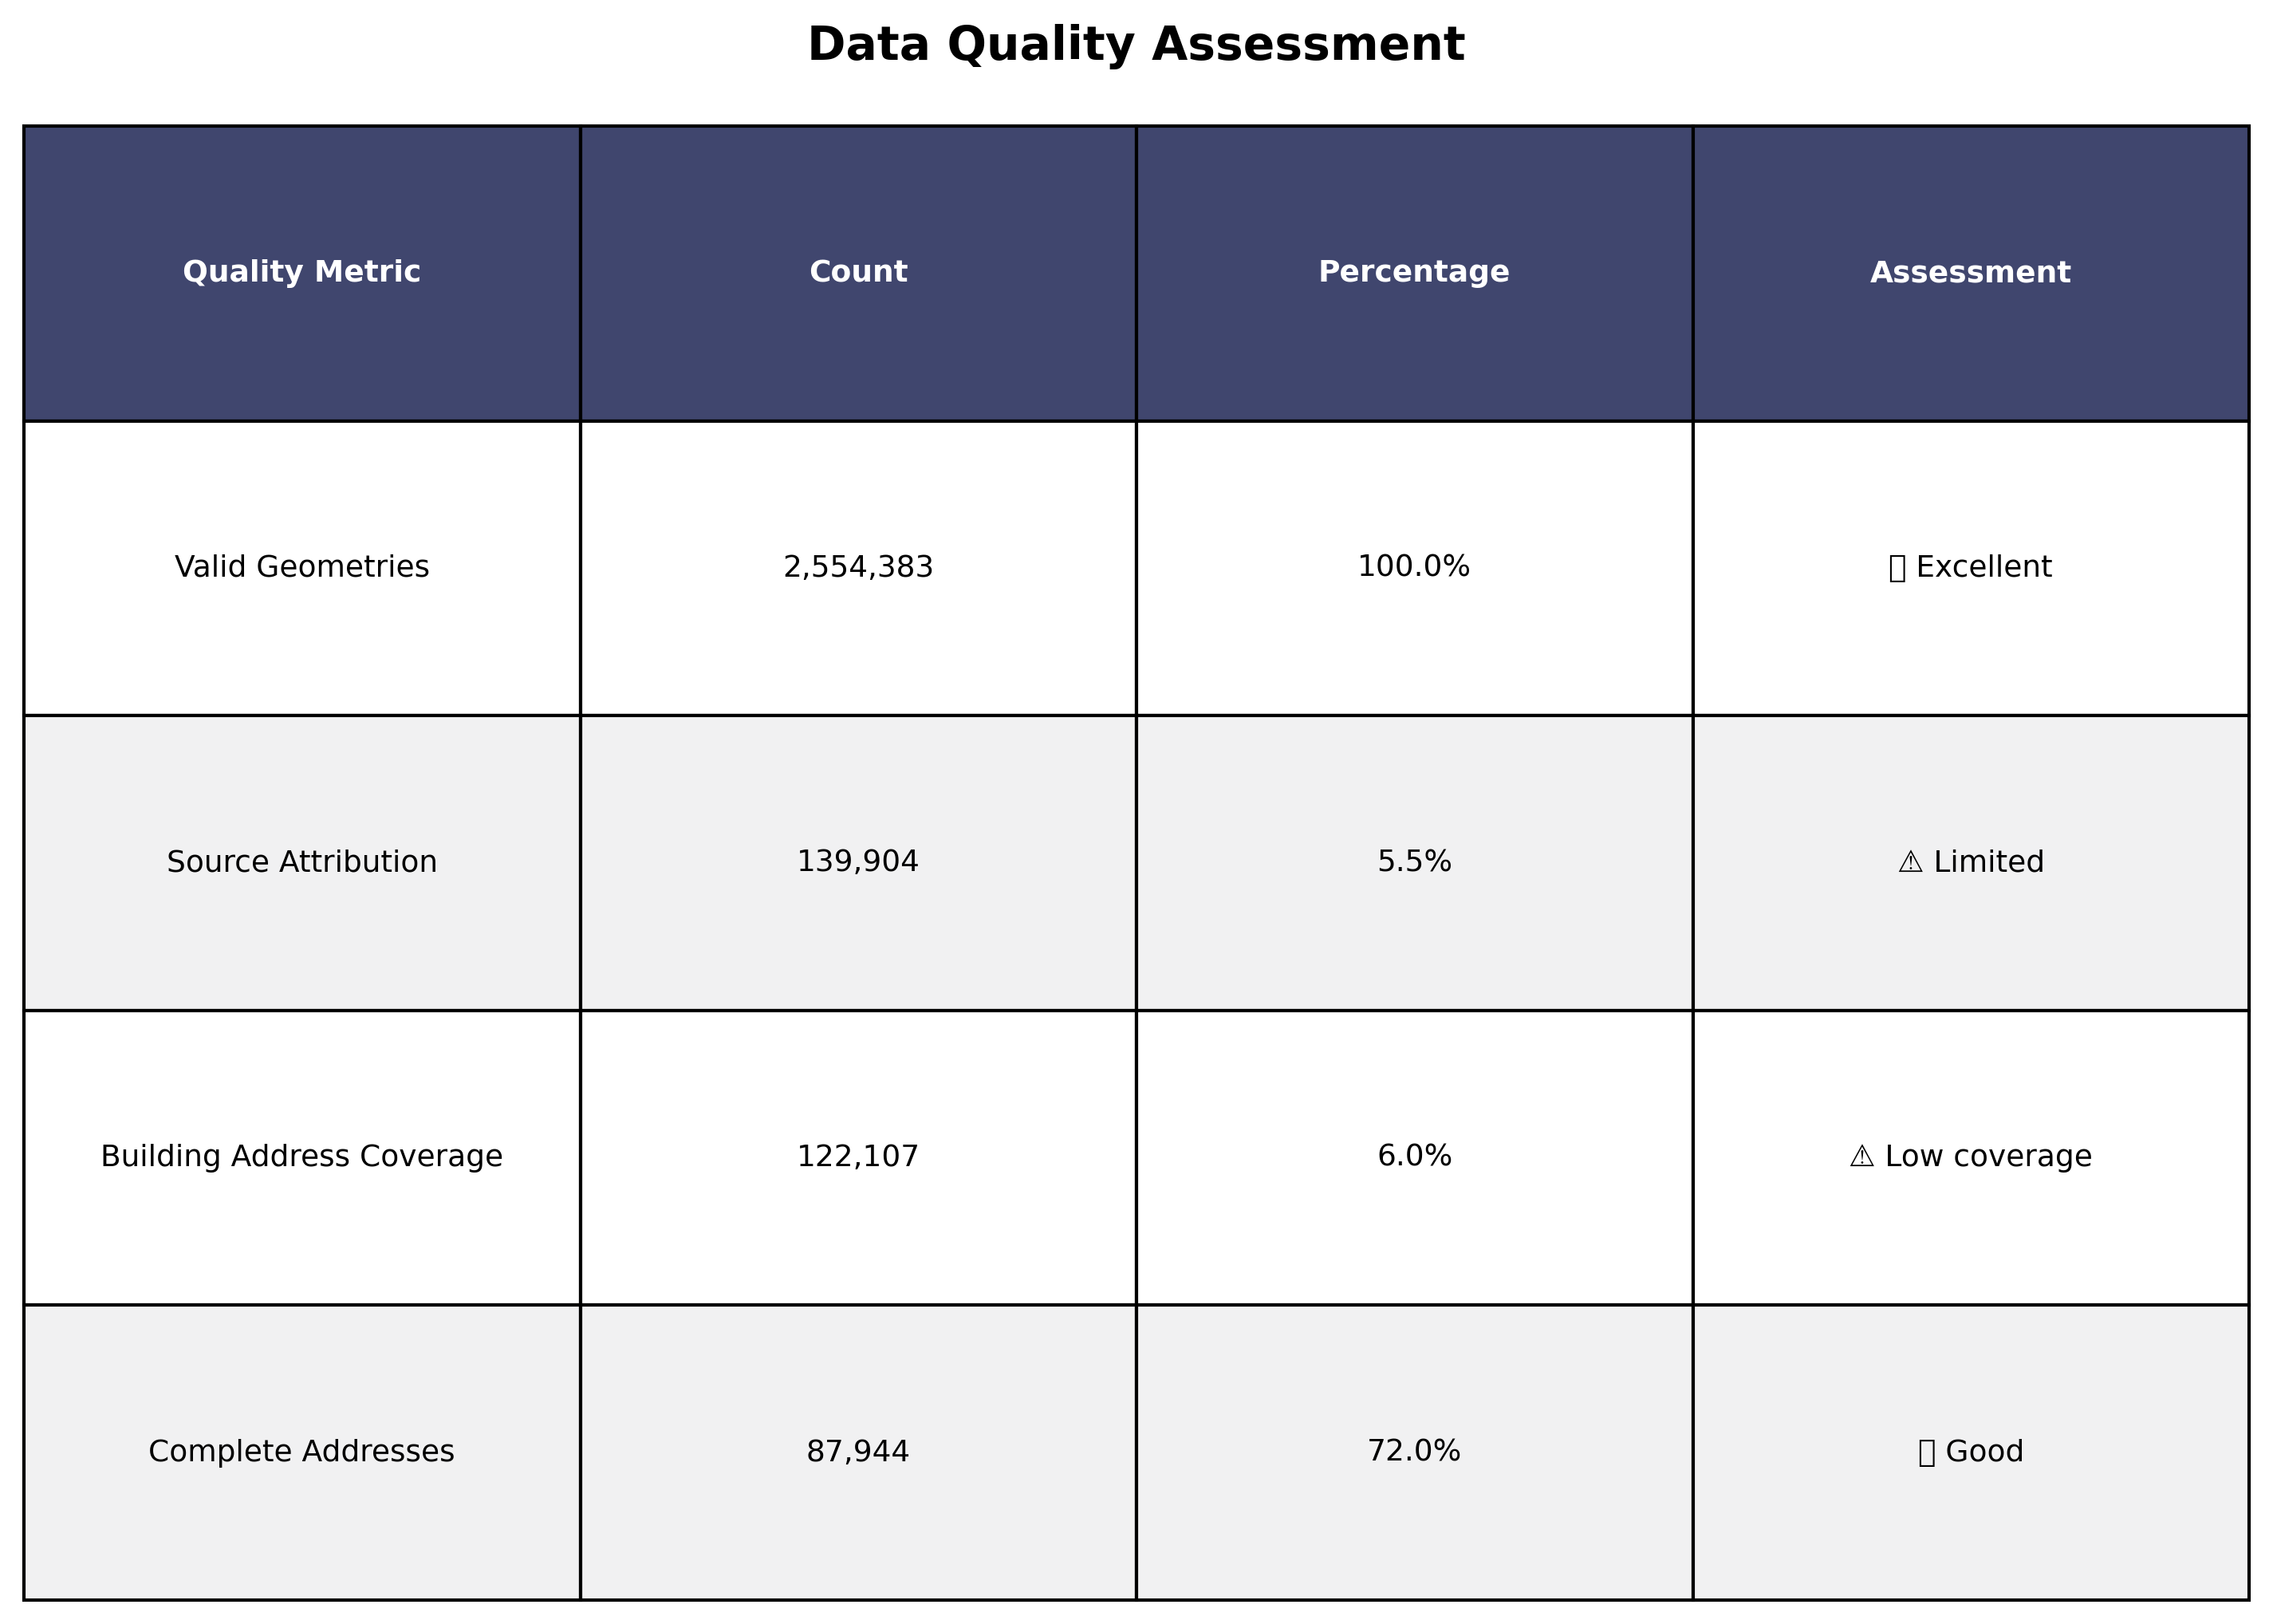 Data Quality Assessment
Quality Metric Count Percentage Assessment
Valid Geometries 2,554,383 100.0% Excellent
Source Attribution 139,904 5.5% ⚠ Limited
Building Address Coverage 122,107 6.0% ⚠ Low coverage
Complete Addresses 87,944 72.0% Good